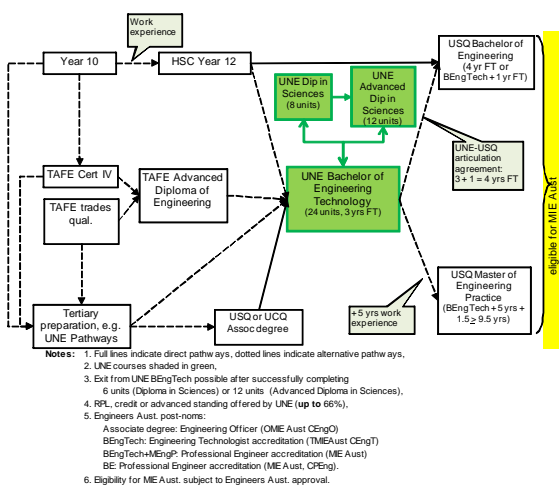 Work
experience
Year 10
HSC Year 12
USQ Bachelor of
Engineering
(4 yr FT or
BEngTech + 1 yr FT)
UNE Dip in
Sciences
(8 units)
UNE
Advanced
Dip in
Sciences
(12 units)
UNE-USQ
articulation
agreement:
3 + 1 = 4 yrs FT
TAFE Cert IV
TAFE Advanced
Diploma of
Engineering
UNE Bachelor of
Engineering
Technology
(24 units, 3 yrs FT)
TAFE trades
qual.
eligible for MIE Aust
USQ Master of
Engineering
Practice
(BEngTech + 5 yrs +
1.5 ≥ 9.5 yrs)
+ 5 yrs work
experience
Tertiary
preparation, e.g.
UNE Pathways
USQ or UCQ
Assoc degree
Notes: 1. Full lines indicate direct pathways, dotted lines indicate alternative pathways,
2. UNE courses shaded in green,
3. Exit from UNE BEngTech possible after successfully completing
6 units (Diploma in Sciences) or 12 units (Advanced Diploma in Sciences),
4. RPL, credit or advanced standing offered by UNE (up to 66%),
5. Engineers Aust. post-noms:
Associate degree: Engineering Officer (OMIE Aust CEngO)
BEngTech: Engineering Technologist accreditation (TMIEAust CEngT)
BEngTech+MEngP: Professional Engineer accreditation (MIE Aust)
BE: Professional Engineer accreditation (MIE Aust, CPEng).
6. Eligibility for MIE Aust. subject to Engineers Aust. approval.